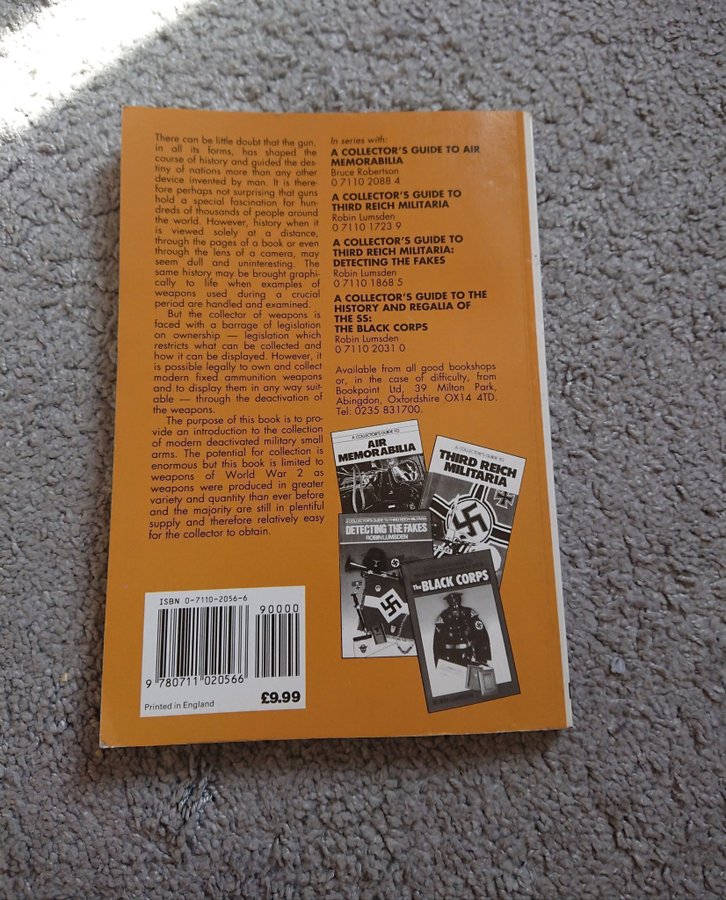 There can be little doubt that the gun,
in all its forms, has shaped the
course of history and guided the des-
tiny of nations more than any other
device invented by man. It is there-
fore perhaps not surprising that guns
hold a special fascination for hun-
dreds of thousands of people around
the world. However, history when it
is viewed solely at a distance,
through the pages of a book or even
through the lens of a camera, may
seem dull and uninteresting. The
same history may be brought graphi-
cally to life when examples of
weapons used during a crucial
period are handled and examined.
But the collector of weapons is
faced with a barrage of legislation
on ownership — legislation which
restricts what can be collected and
how it can be displayed. However, it
is possible legally to own and collect
modern fixed ammunition weapons
and to display them in any way suit-
able — through the deactivation of
the weapons.
The purpose of this book is to pro-
vide an introduction to the collection
of modern deactivated military small
arms. The potential for collection is
enormous but this book is limited to
weapons of World War 2 as
weapons were produced in greater
variety and quantity than ever before
and the majority are still in plentiful
supply and therefore relatively easy
for the collector to obtain.
In series with:
A COLLECTOR'S GUIDE TO AIR
MEMORABILIA
Bruce Robertson
0 7110 2088 4
A COLLECTOR'S GUIDE TO
THIRD REICH MILITARIA
Robin Lumsden
0 7110 1723 9
A COLLECTOR'S GUIDE TO
THIRD REICH MILITARIA:
DETECTING THE FAKES
Robin Lumsden
0 7110 1868 5
A COLLECTOR'S GUIDE TO THE
HISTORY AND REGALIA OF
THE SS:
THE BLACK CORPS
Robin Lumsden
0 7110 2031 0
Available from all good bookshops
or, in the case of difficulty, from
Bookpoint Ltd, 39 Milton Park,
Abingdon, Oxfordshire OX14 4TD.
Tel: 0235 831700.
A COLLECTOR'S GUIDE TO
AIR
MEMORABILIA
A COLLECTOR'S GUIDE TO
THIRD REICH
MILITARIA
A COLLECTOR'S GUIDE TO THIRD REICH MILITARIA
DETECTING THE FAKES
ROBIN LUMSDEN
The BLACK CORPS
ISBN 0-7110-2056-6
90000
9 780711 020566
£9.99
Printed in England